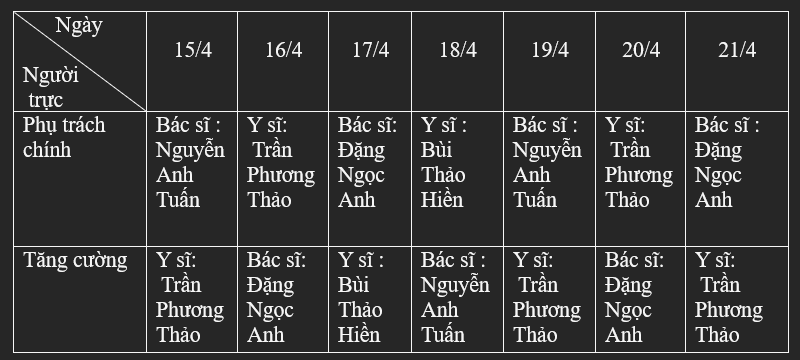 Ngày
Người
trực
15/4
16/4
17/4
18/4
19/4
20/4
21/4
Phụ trách
chính
Bác sĩ :
Nguyễn
Anh
Tuấn
Y sĩ:
Trần
Phương
Thảo
Bác sĩ:
Đặng
Ngọc
Anh
Y sĩ :
Bùi
Thảo
Hiền
Bác sĩ :
Nguyễn
Anh
Tuấn
Y sĩ:
Trần
Phương
Thảo
Bác sĩ :
Đặng
Ngọc
Anh
Tăng cường
Y sĩ:
Trần
Phương
Thảo
Bác sĩ:
Đặng
Ngọc
Anh
Y sĩ :
Bùi
Thảo
Hiền
Bác sĩ :
Nguyễn
Anh
Tuấn
Y sĩ:
Trần
Phương
Thảo
Bác sĩ:
Đặng
Ngọc
Anh
Y sĩ:
Trần
Phương
Thảo